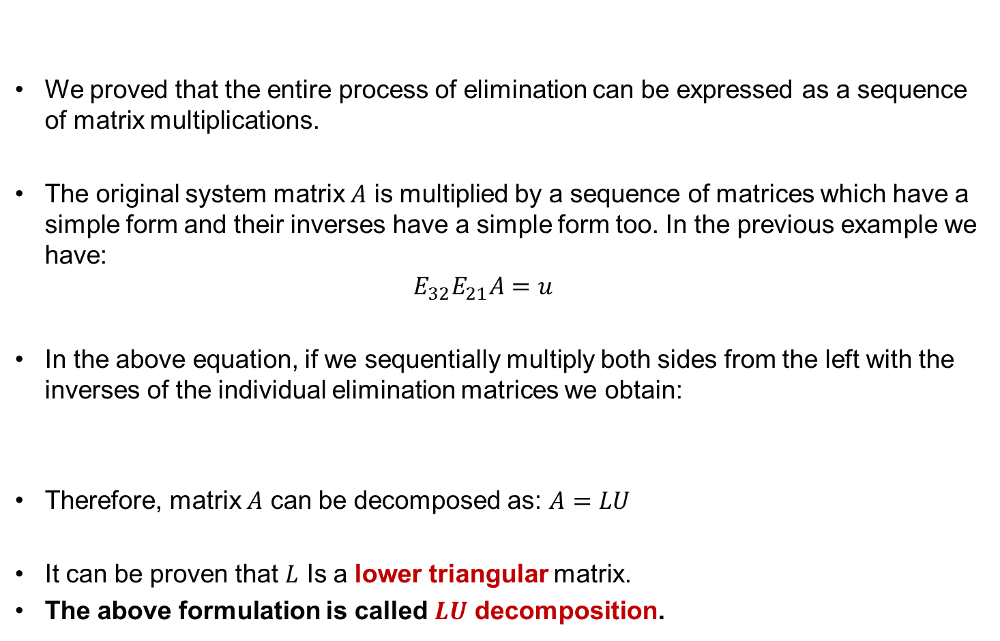 • We proved that the entire process of elimination can be expressed as a sequence
of matrix multiplications.
• The original system matrix A is multiplied by a sequence of matrices which have a
simple form and their inverses have a simple form too. In the previous example we
have:
E₃₂E₂₁A = u
• In the above equation, if we sequentially multiply both sides from the left with the
inverses of the individual elimination matrices we obtain:
• Therefore, matrix A can be decomposed as: A = LU
• It can be proven that L Is a lower triangular matrix.
• The above formulation is called LU decomposition.